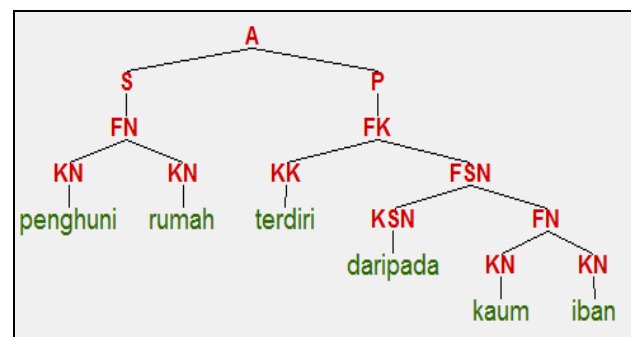 A
S P
FN FK
KN KN KK FSN
penghuni rumah terdiri KSN FN
daripada KN KN
kaum iban